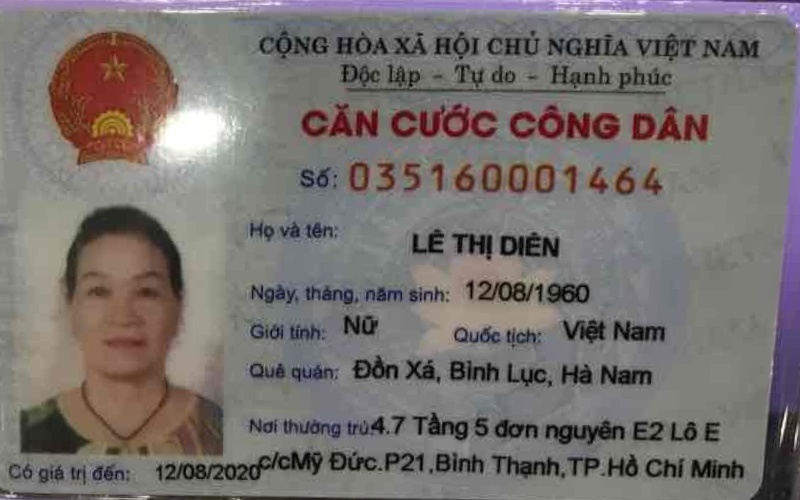 CỘNG HÒA XÃ HỘI CHỦ NGHĨA VIỆT NAM
Độc lập - Tự do - Hạnh phúc
CĂN CƯỚC CÔNG DÂN
Số: 035160001464
Họ và tên: LÊ THỊ DIÊN
Ngày, tháng, năm sinh: 12/08/1960
Giới tính: Nữ Quốc tịch: Việt Nam
Quê quán: Đồn Xá, Bình Lục, Hà Nam
Nơi thường trú: 4.7 Tầng 5 đơn nguyên E2 Lô E
c/cMỹ Đức.P21,Bình Thạnh,TP.Hồ Chí Minh
Có giá trị đến: 12/08/2020